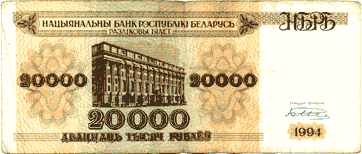 НАЦЫЯНАЛЬНЫ БАНК РЭСПУБЛІКІ БЕЛАРУСЬ
РАЗЛІКОВЫ БІЛЕТ
НБРБ
20000 20000
20000
ДВАЦЦАЦЬ ТЫСЯЧ РУБЛЁЎ
1994